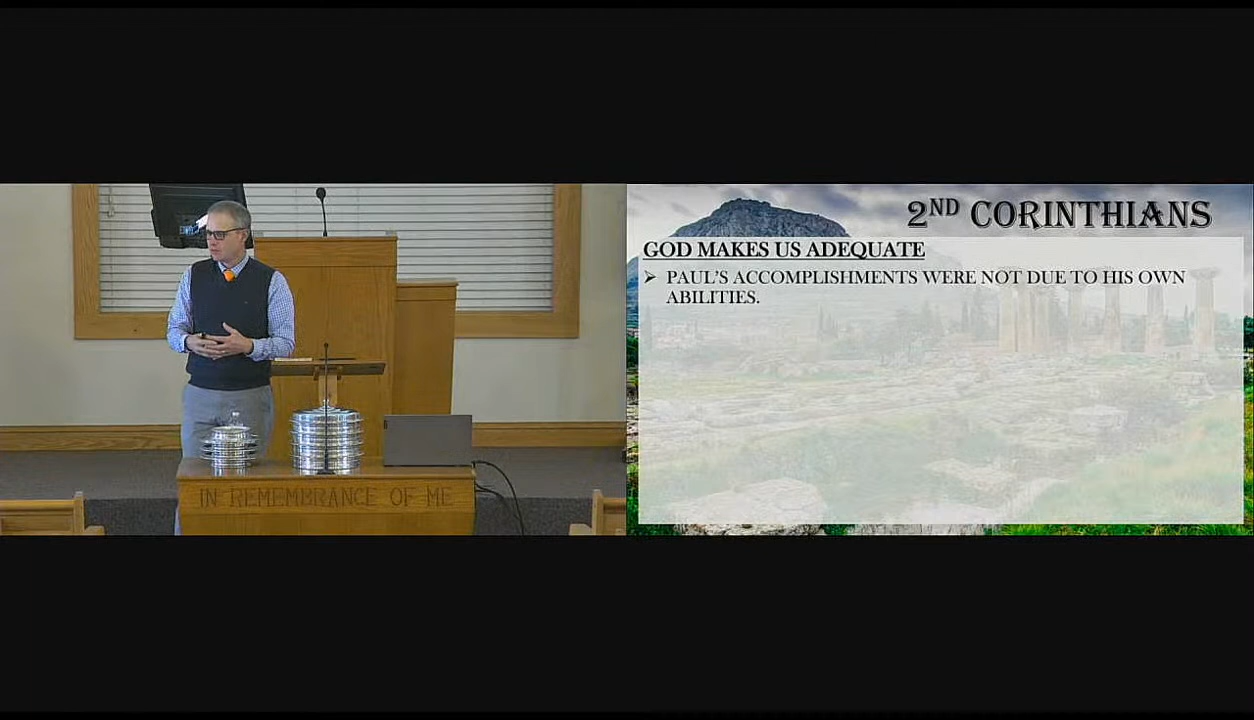 IN REMEMBRANCE OF ME
2ND CORINTHIANS
GOD MAKES US ADEQUATE
➢ PAUL'S ACCOMPLISHMENTS WERE NOT DUE TO HIS OWN
ABILITIES.